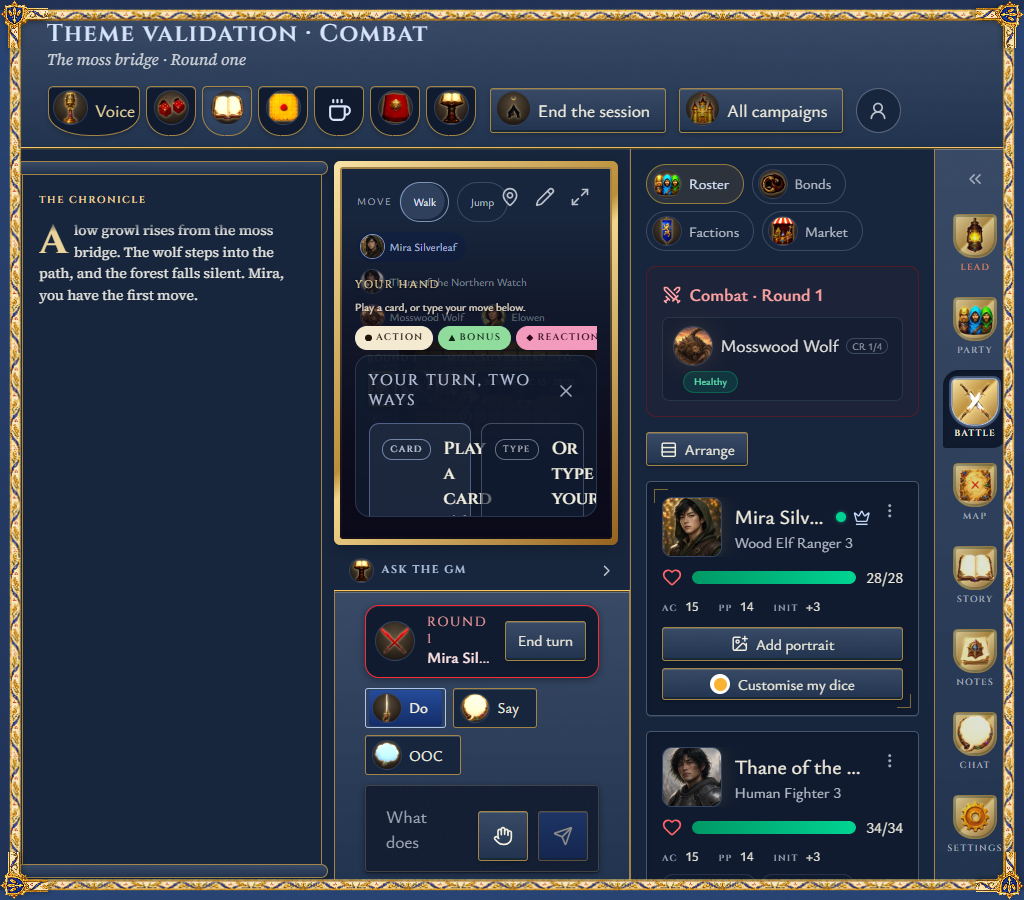 Theme validation · Combat
The moss bridge · Round one
Voice
End the session
All campaigns
THE CHRONICLE
A low growl rises from the moss
bridge. The wolf steps into the
path, and the forest falls silent. Mira,
you have the first move.
MOVE
Walk
Jump
Mira Silverleaf
Thane of the Northern Watch
YOUR HAND
Play a card, or type your move below.
Mosswood Wolf
Elowen
ACTION
BONUS
REACTION
YOUR TURN, TWO
WAYS
CARD
PLAY
A
CARD
TYPE
OR
TYPE
YOUR
ASK THE GM
ROUND
1
Mira Sil...
End turn
Do
Say
OOC
What
does
Roster
Bonds
Factions
Market
Combat · Round 1
Mosswood Wolf
CR 1/4
Healthy
Arrange
Mira Silv...
Wood Elf Ranger 3
28/28
AC 15 PP 14 INIT +3
Add portrait
Customise my dice
Thane of the ...
Human Fighter 3
34/34
AC 15 PP 14 INIT +3
LEAD
PARTY
BATTLE
MAP
STORY
NOTES
CHAT
SETTINGS